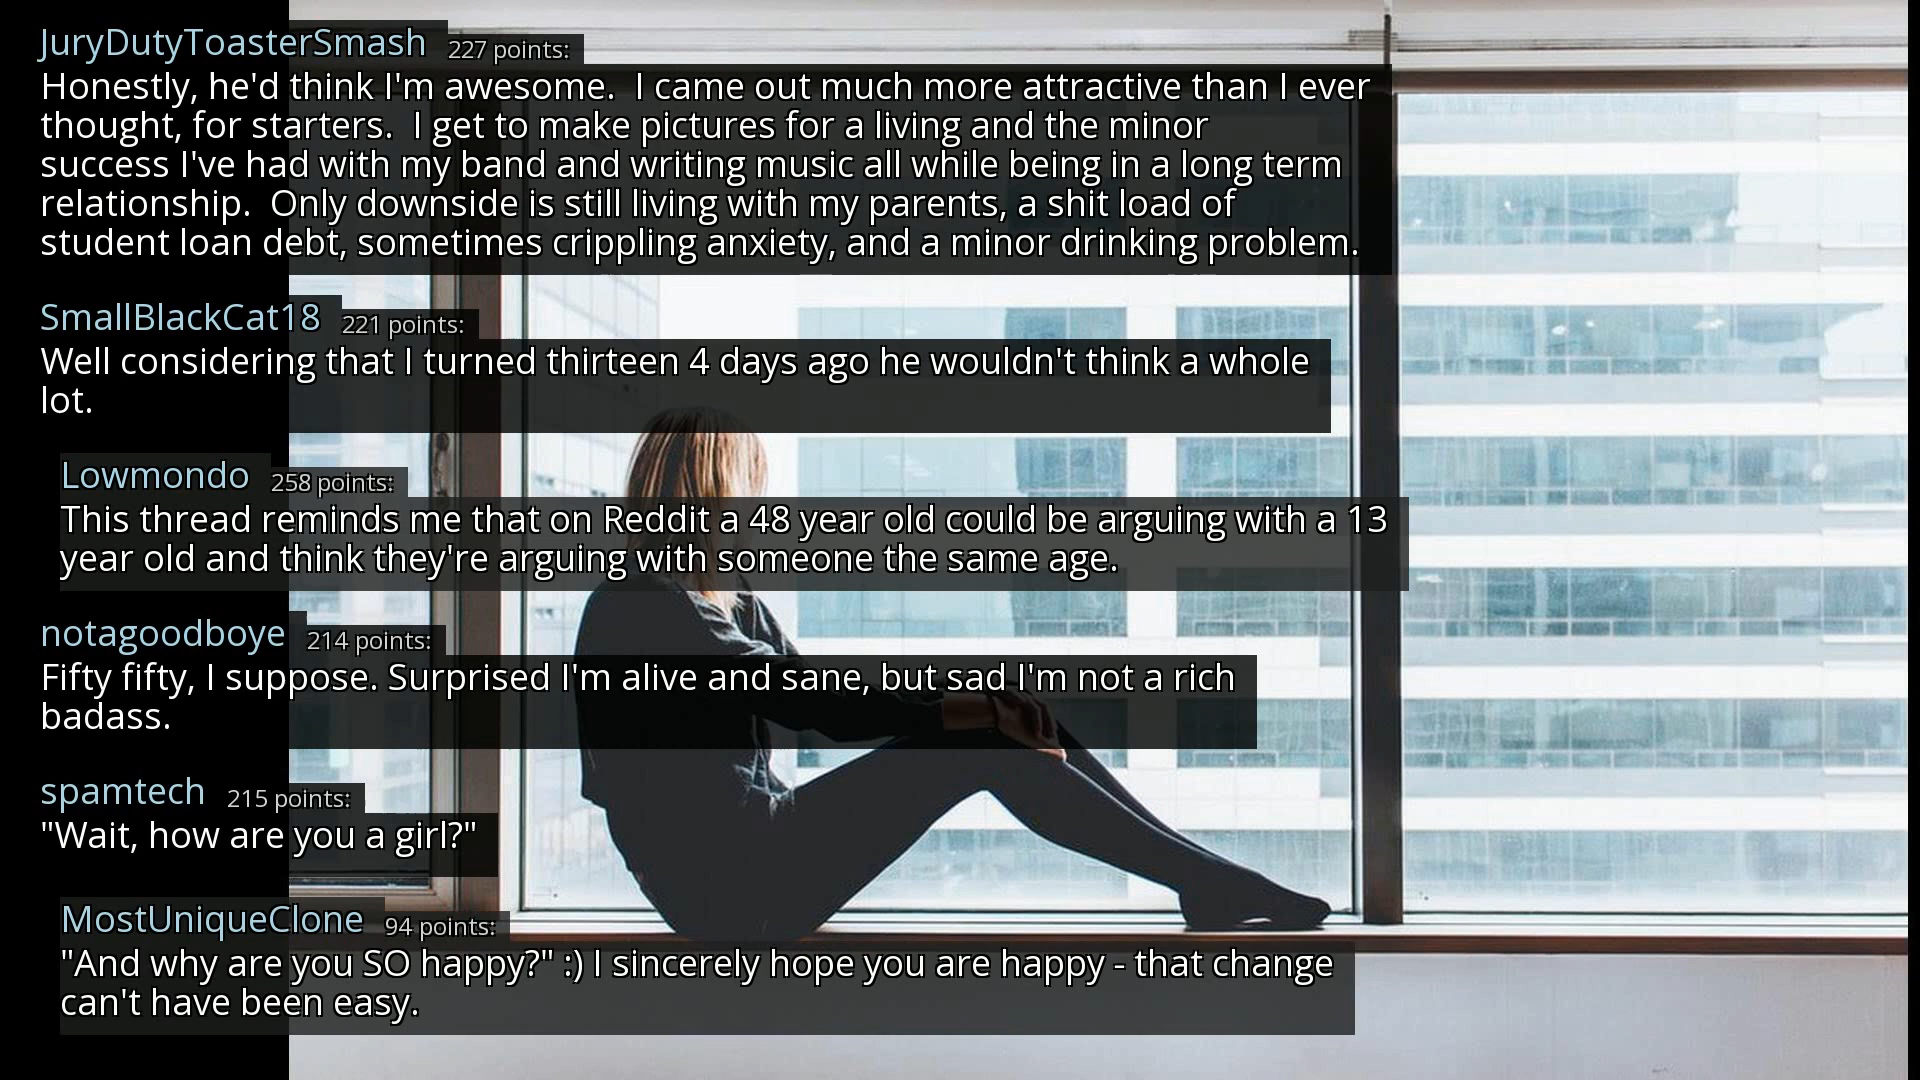 JuryDutyToasterSmash 227 points:
Honestly, he'd think I'm awesome.  I came out much more attractive than I ever
thought, for starters.  I get to make pictures for a living and the minor
success I've had with my band and writing music all while being in a long term
relationship.  Only downside is still living with my parents, a shit load of
student loan debt, sometimes crippling anxiety, and a minor drinking problem.
SmallBlackCat18 221 points:
Well considering that I turned thirteen 4 days ago he wouldn't think a whole
lot.
Lowmondo 258 points:
This thread reminds me that on Reddit a 48 year old could be arguing with a 13
year old and think they're arguing with someone the same age.
notagoodboye 214 points:
Fifty fifty, I suppose. Surprised I'm alive and sane, but sad I'm not a rich
badass.
spamtech 215 points:
"Wait, how are you a girl?"
MostUniqueClone 94 points:
"And why are you SO happy?" :) I sincerely hope you are happy - that change
can't have been easy.